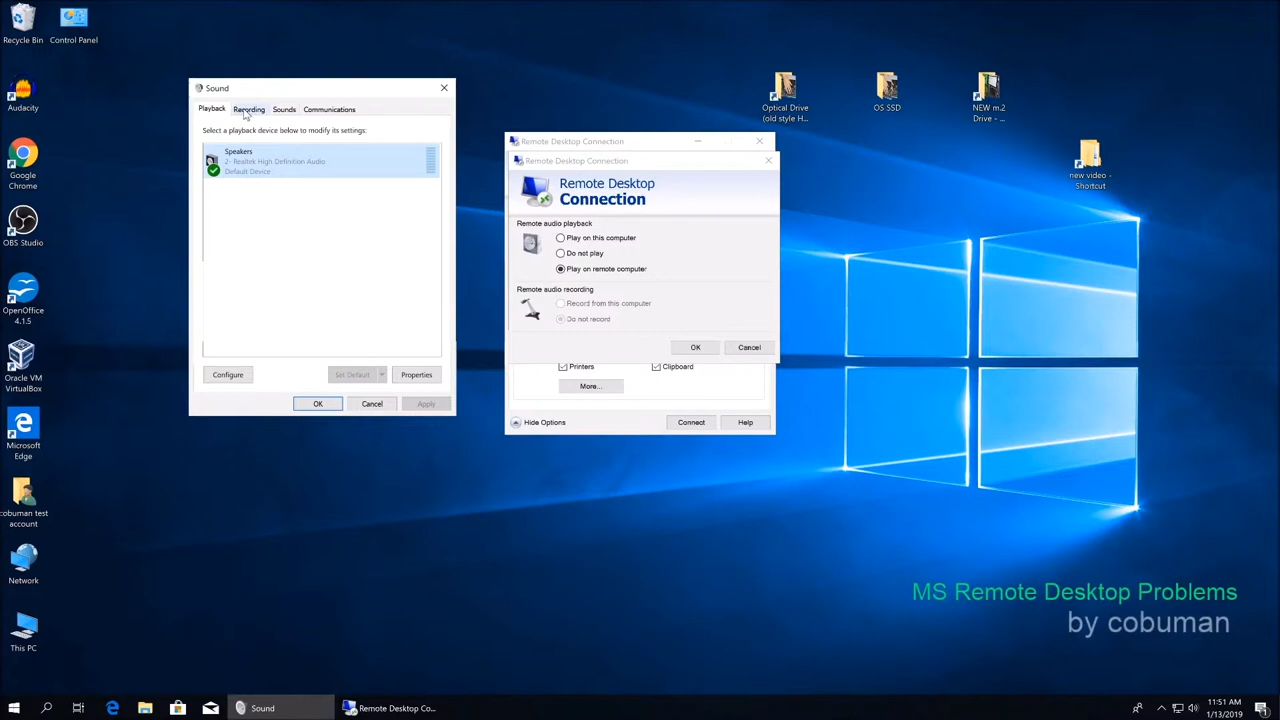 Recycle Bin
Control Panel
Audacity
Google
Chrome
OBS Studio
OpenOffice
4.1.5
Oracle VM
VirtualBox
Microsoft
Edge
cobuman test
account
Network
This PC
Sound
Playback
Recording
Sounds
Communications
Select a playback device below to modify its settings:
Speakers
2- Realtek High Definition Audio
Default Device
Configure
Set Default
Properties
OK
Cancel
Apply
Remote Desktop Connection
Remote Desktop Connection
Remote Desktop
Connection
Remote audio playback
Play on this computer
Do not play
Play on remote computer
Remote audio recording
Record from this computer
Do not record
OK
Cancel
Printers
Clipboard
More...
Hide Options
Connect
Help
Optical Drive
(old style H...
OS SSD
NEW m.2
Drive - ...
new video -
Shortcut
MS Remote Desktop Problems
by cobuman
Sound
Remote Desktop Co...
11:51 AM
1/13/2019
1